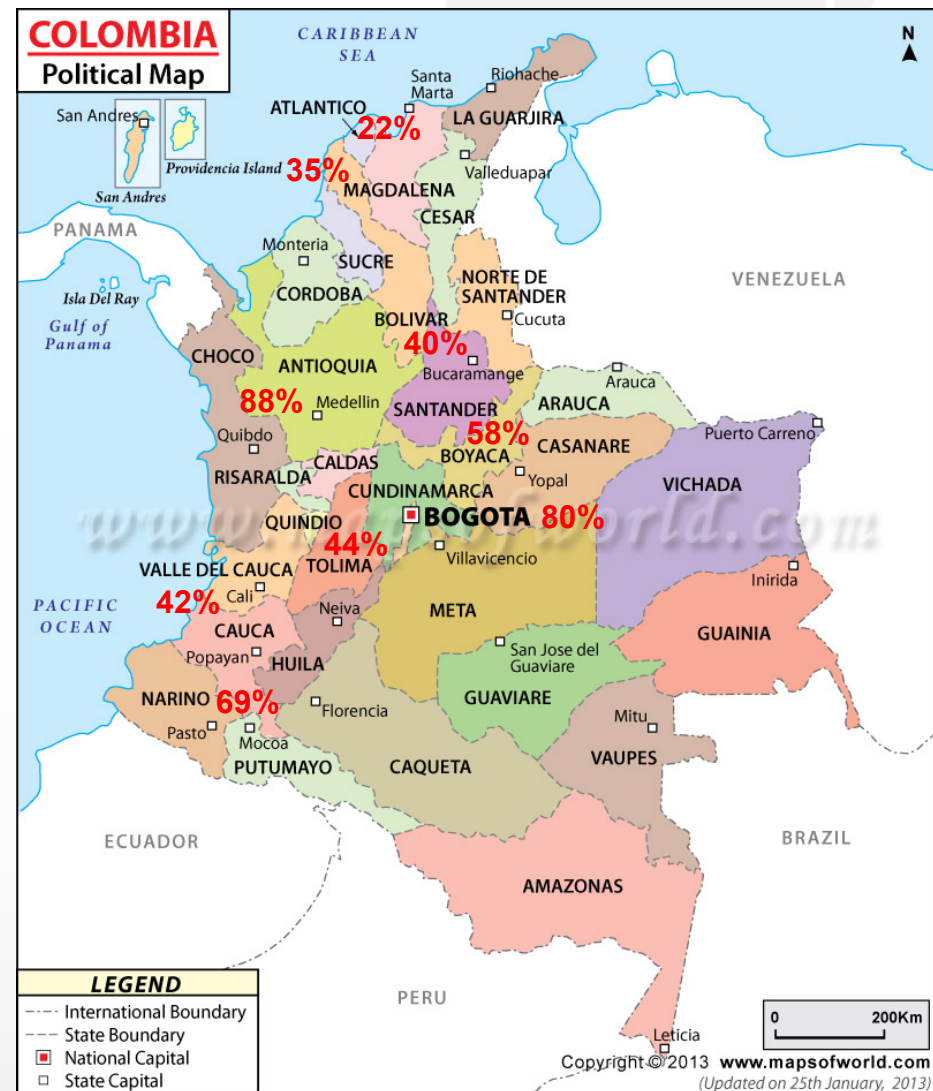 COLOMBIA
Political Map
CARIBBEAN
SEA
N
Riohache
Santa
Marta
ATLANTICO
LA GUARJIRA
San Andres
22%
Providencia Island
35%
Valleduapar
MAGDALENA
San Andres
CESAR
PANAMA
Monteria
SUCRE
NORTE DE
SANTANDER
VENEZUELA
Isla Del Ray
CORDOBA
Gulf of
Panama
BOLIVAR
Cucuta
40%
CHOCO
ANTIOQUIA
Bucaramange
Arauca
88%
Medellin
SANTANDER
ARAUCA
58%
Quibdo
BOYACA
CASANARE
Puerto Carreno
RISARALDA
CALDAS
Yopal
VICHADA
CUNDINAMARCA
www.mapsofworld.com
QUINDIO
BOGOTA
80%
44%
TOLIMA
Villavicencio
VALLE DEL CAUCA
Inirida
42%
Cali
PACIFIC
OCEAN
Neiva
META
CAUCA
GUAINIA
Popayan
San Jose del
Guaviare
HUILA
NARINO
69%
GUAVIARE
Florencia
Pasto
Mocoa
Mitu
PUTUMAYO
CAQUETA
VAUPES
ECUADOR
BRAZIL
AMAZONAS
LEGEND
International Boundary
State Boundary
National Capital
State Capital
PERU
0 200Km
Leticia
Copyright © 2013 www.mapsofworld.com
(Updated on 25th January, 2013)